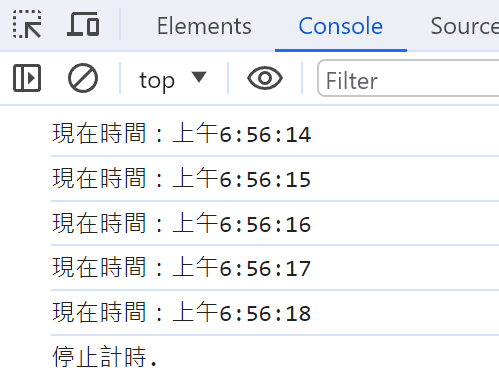 Elements Console Source
top Filter
現在時間：上午6:56:14
現在時間：上午6:56:15
現在時間：上午6:56:16
現在時間：上午6:56:17
現在時間：上午6:56:18
停止計時.